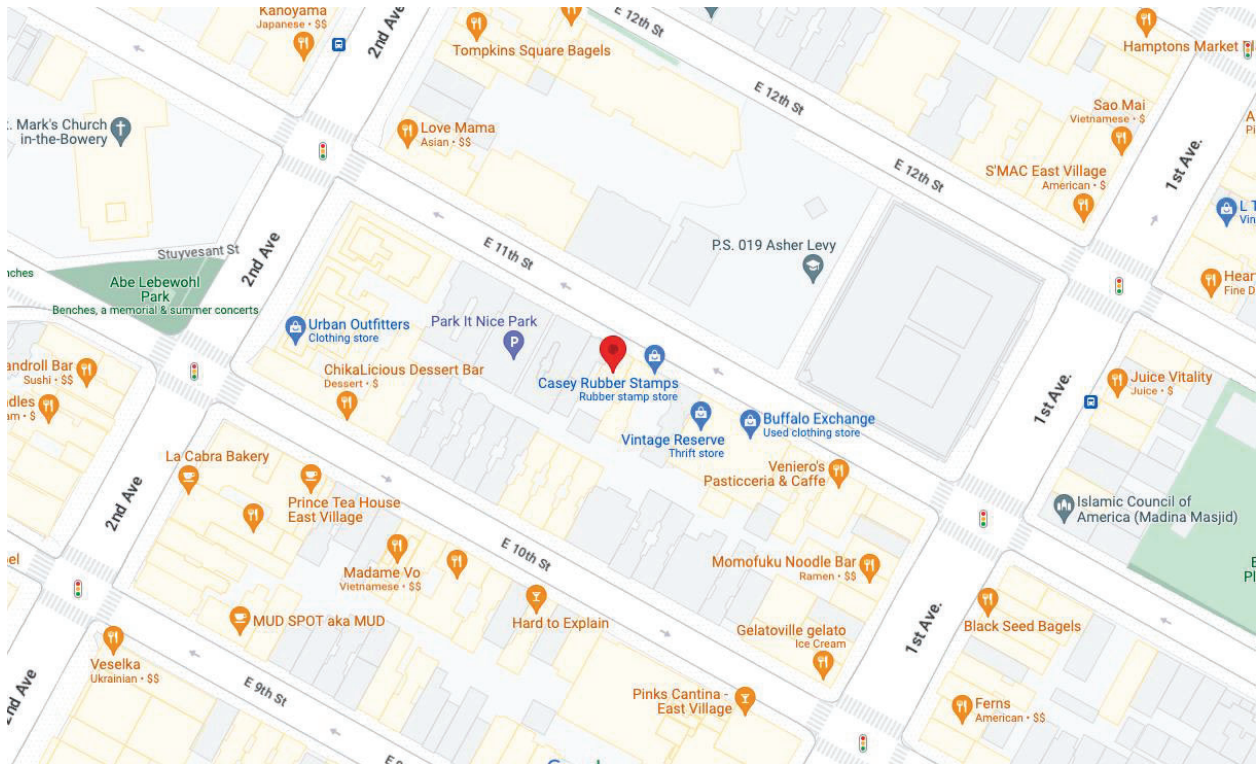 Kanoyama
Japanese • $$
2nd Ave
Tompkins Square Bagels
E 12th St
Hamptons Market
Mark's Church
in-the-Bowery
Love Mama
Asian • $$
E 12th St
Sao Mai
Vietnamese • $
S'MAC East Village
American • $
E 12th St
1st Ave.
Stuyvesant St
2nd Ave
E 11th St
P.S. 019 Asher Levy
Abe Lebewohl
Park
Benches, a memorial & summer concerts
Urban Outfitters
Clothing store
Park It Nice Park
P
ChikaLicious Dessert Bar
Dessert • $
Casey Rubber Stamps
Rubber stamp store
Sushi • $$
Juice Vitality
Juice • $
1st Ave.
Vintage Reserve
Thrift store
Buffalo Exchange
Used clothing store
La Cabra Bakery
Veniero's
Pasticceria & Caffe
Prince Tea House
East Village
2nd Ave
Islamic Council of
America (Madina Masjid)
E 10th St
Momofuku Noodle Bar
Ramen • $$
Madame Vo
Vietnamese • $$
MUD SPOT aka MUD
Hard to Explain
Gelatoville gelato
Ice Cream
1st Ave.
Black Seed Bagels
Veselka
Ukrainian • $$
2nd Ave
E 9th St
Pinks Cantina -
East Village
Ferns
American • $$